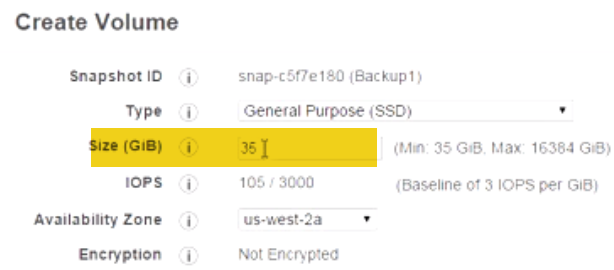 Create Volume
Snapshot ID i snap-c5f7e180 (Backup1)
Type i General Purpose (SSD)
Size (GiB) i 35 (Min: 35 GiB, Max: 16384 GiB)
IOPS i 105 / 3000 (Baseline of 3 IOPS per GiB)
Availability Zone i us-west-2a
Encryption i Not Encrypted